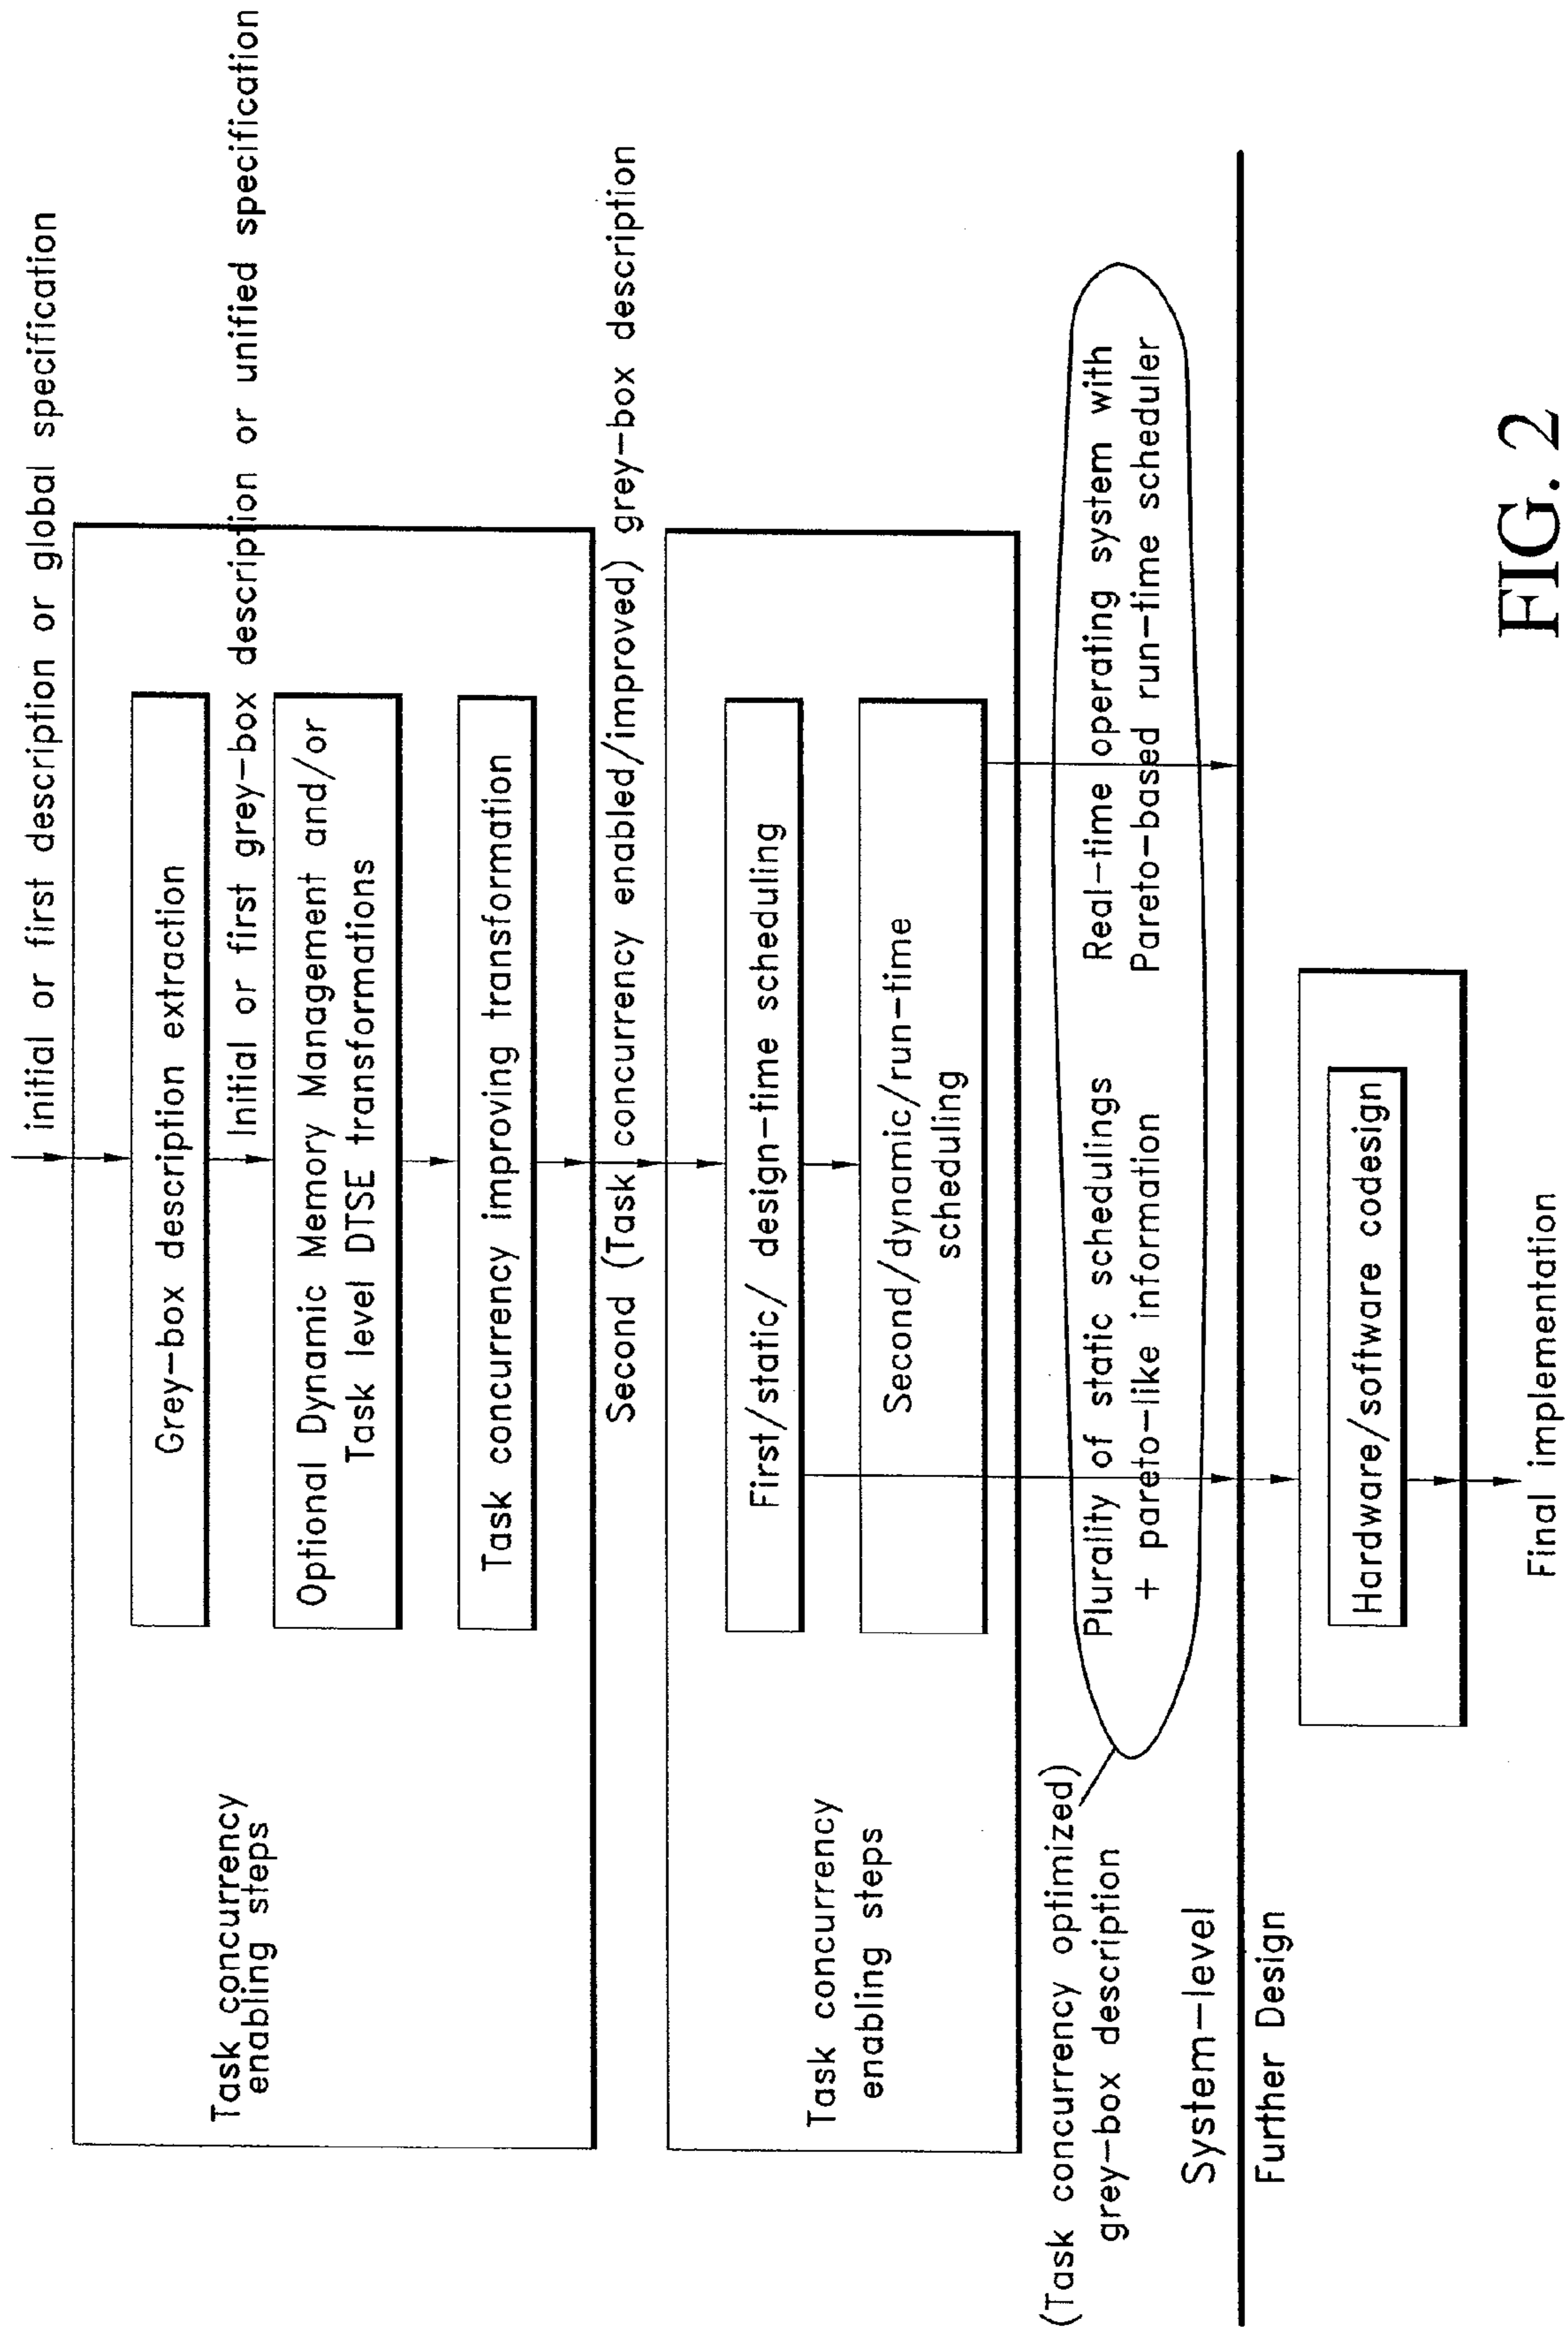 initial or first description or global specification
Grey-box description extraction
Initial or first grey-box description or unified specification
Optional Dynamic Memory Management and/or
Task level DTSE transformations
Task concurrency improving transformation
Task concurrency
enabling steps
Second (Task concurrency enabled/improved) grey-box description
First/static/ design-time scheduling
Second/dynamic/run-time
scheduling
Task concurrency
enabling steps
(Task concurrency optimized)
grey-box description
Plurality of static schedulings
+ pareto-like information
Real-time operating system with
Pareto-based run-time scheduler
System-level
Further Design
Hardware/software codesign
Final implementation
FIG. 2